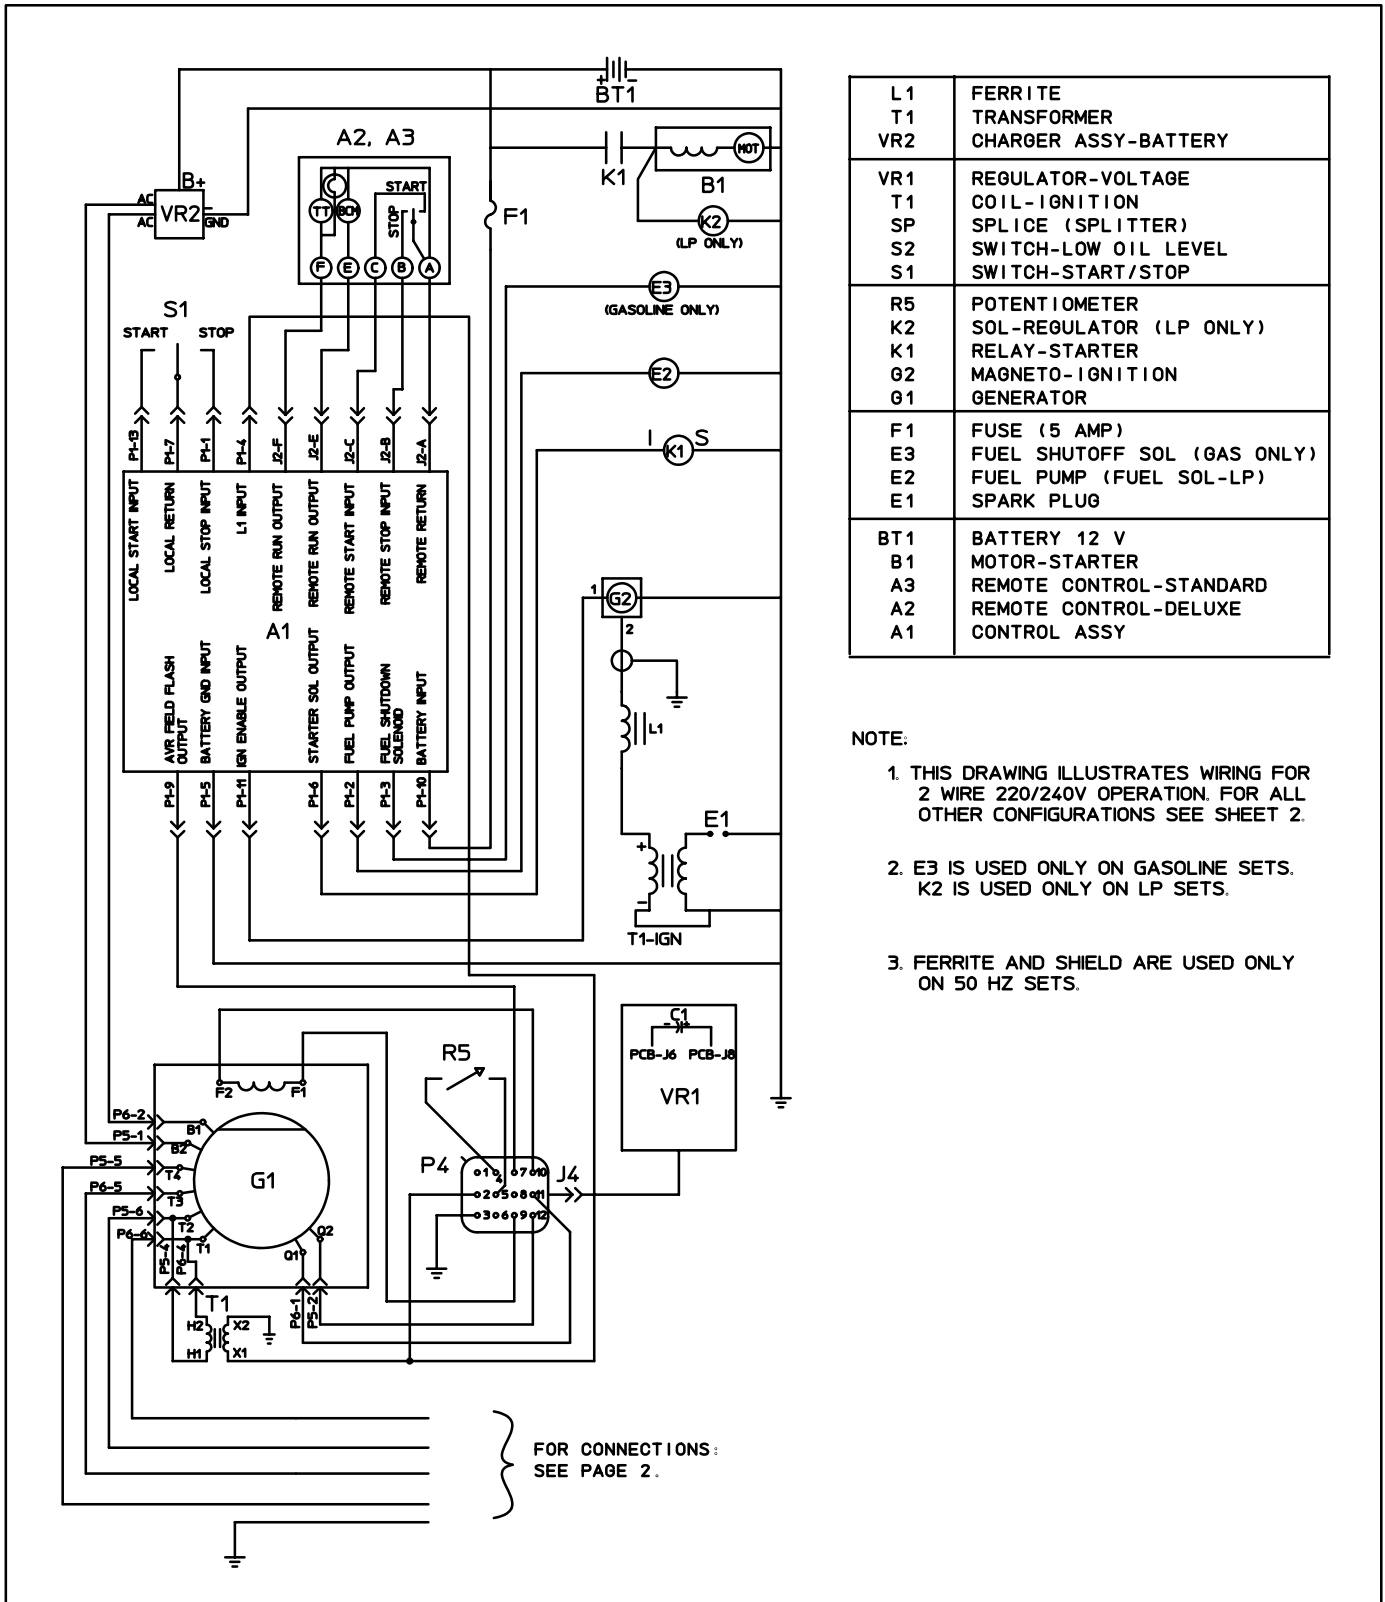 BT1
+ -
A2, A3
K1
MOT
B1
K2
(LP ONLY)
B+
AC
AC
VR2
-
GND
START
STOP
TT
BCM
F
E
C
B
A
F1
E3
(GASOLINE ONLY)
S1
START
STOP
E2
I
K1
S
P1-13
P1-7
P1-1
P1-4
J2-F
J2-E
J2-C
J2-B
J2-A
LOCAL START INPUT
LOCAL RETURN
LOCAL STOP INPUT
L1 INPUT
REMOTE RUN OUTPUT
REMOTE RUN OUTPUT
REMOTE START INPUT
REMOTE STOP INPUT
REMOTE RETURN
A1
AVR FIELD FLASH
OUTPUT
BATTERY GND INPUT
IGN ENABLE OUTPUT
STARTER SOL OUTPUT
FUEL PUMP OUTPUT
FUEL SHUTDOWN
SOLENOID
BATTERY INPUT
P1-9
P1-5
P1-11
P1-6
P1-2
P1-3
P1-10
1
G2
2
L1
E1
+
-
T1-IGN
C1
- +
PCB-J6
PCB-J8
VR1
R5
F2
F1
P6-2
P5-1
P5-5
P6-5
P5-6
P6-6
B1
B2
T4
T3
T2
T1
G1
Q2
Q1
P5-4
P6-4
P6-1
P5-2
T1
H2
X2
H1
X1
P4
J4
1 4 7 10
2 5 8 11
3 6 9 12
FOR CONNECTIONS:
SEE PAGE 2.
L1 FERRITE
T1 TRANSFORMER
VR2 CHARGER ASSY-BATTERY
VR1 REGULATOR-VOLTAGE
T1 COIL-IGNITION
SP SPLICE (SPLITTER)
S2 SWITCH-LOW OIL LEVEL
S1 SWITCH-START/STOP
R5 POTENTIOMETER
K2 SOL-REGULATOR (LP ONLY)
K1 RELAY-STARTER
G2 MAGNETO-IGNITION
G1 GENERATOR
F1 FUSE (5 AMP)
E3 FUEL SHUTOFF SOL (GAS ONLY)
E2 FUEL PUMP (FUEL SOL-LP)
E1 SPARK PLUG
BT1 BATTERY 12 V
B1 MOTOR-STARTER
A3 REMOTE CONTROL-STANDARD
A2 REMOTE CONTROL-DELUXE
A1 CONTROL ASSY
NOTE:
1. THIS DRAWING ILLUSTRATES WIRING FOR
2 WIRE 220/240V OPERATION. FOR ALL
OTHER CONFIGURATIONS SEE SHEET 2.
2. E3 IS USED ONLY ON GASOLINE SETS.
K2 IS USED ONLY ON LP SETS.
3. FERRITE AND SHIELD ARE USED ONLY
ON 50 HZ SETS.